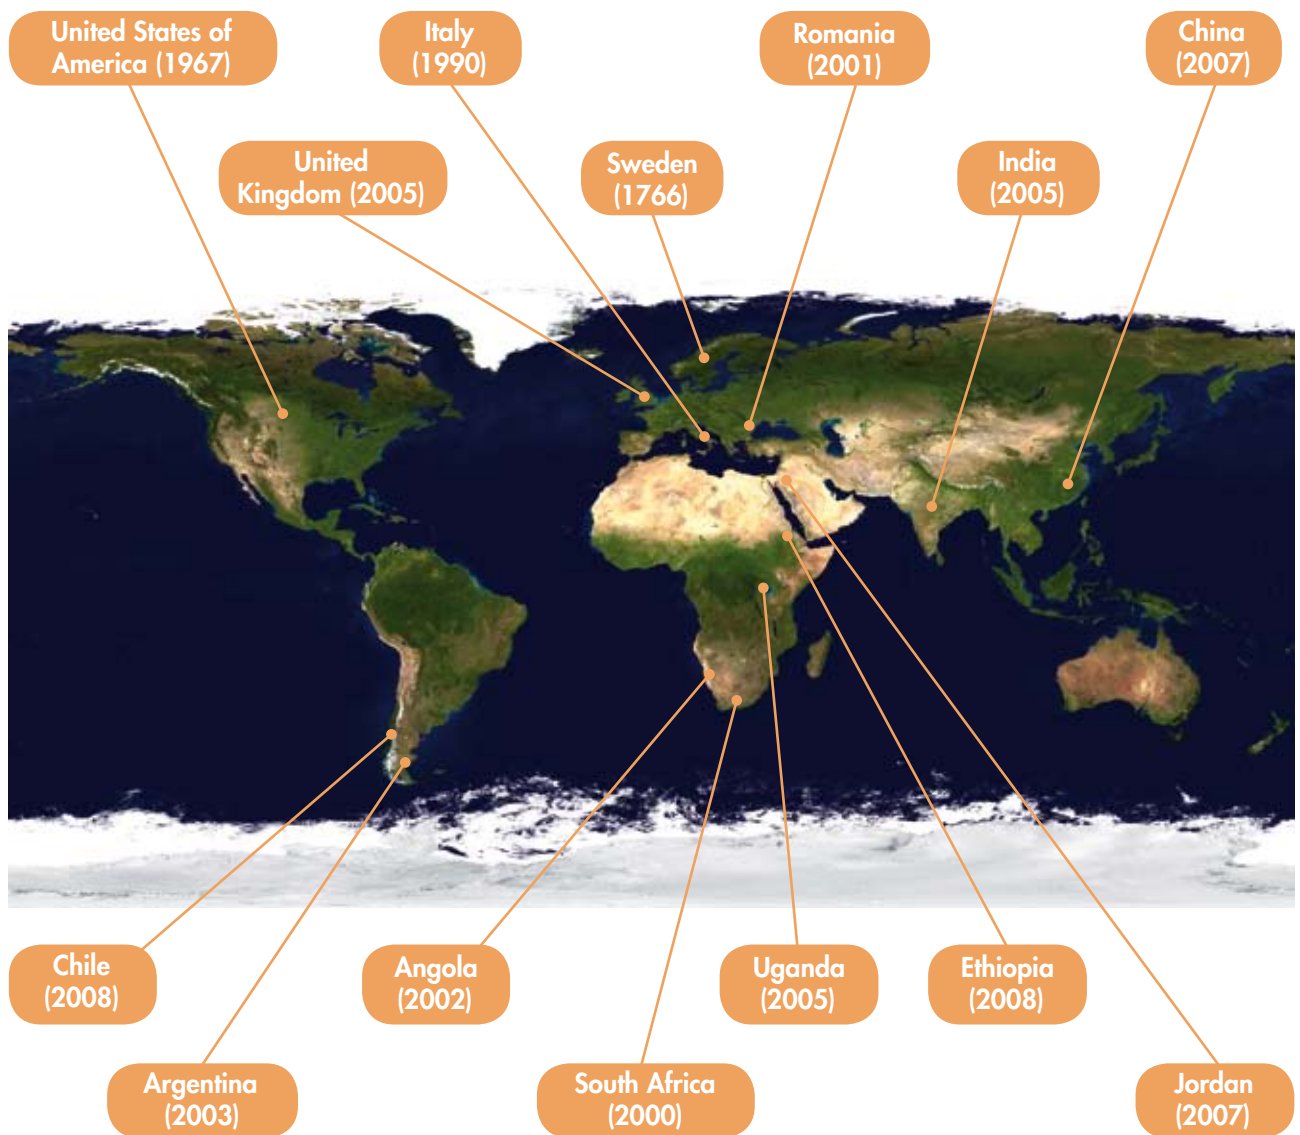 United States of
America (1967)
Italy
(1990)
Romania
(2001)
China
(2007)
United
Kingdom (2005)
Sweden
(1766)
India
(2005)
Chile
(2008)
Angola
(2002)
Uganda
(2005)
Ethiopia
(2008)
Argentina
(2003)
South Africa
(2000)
Jordan
(2007)